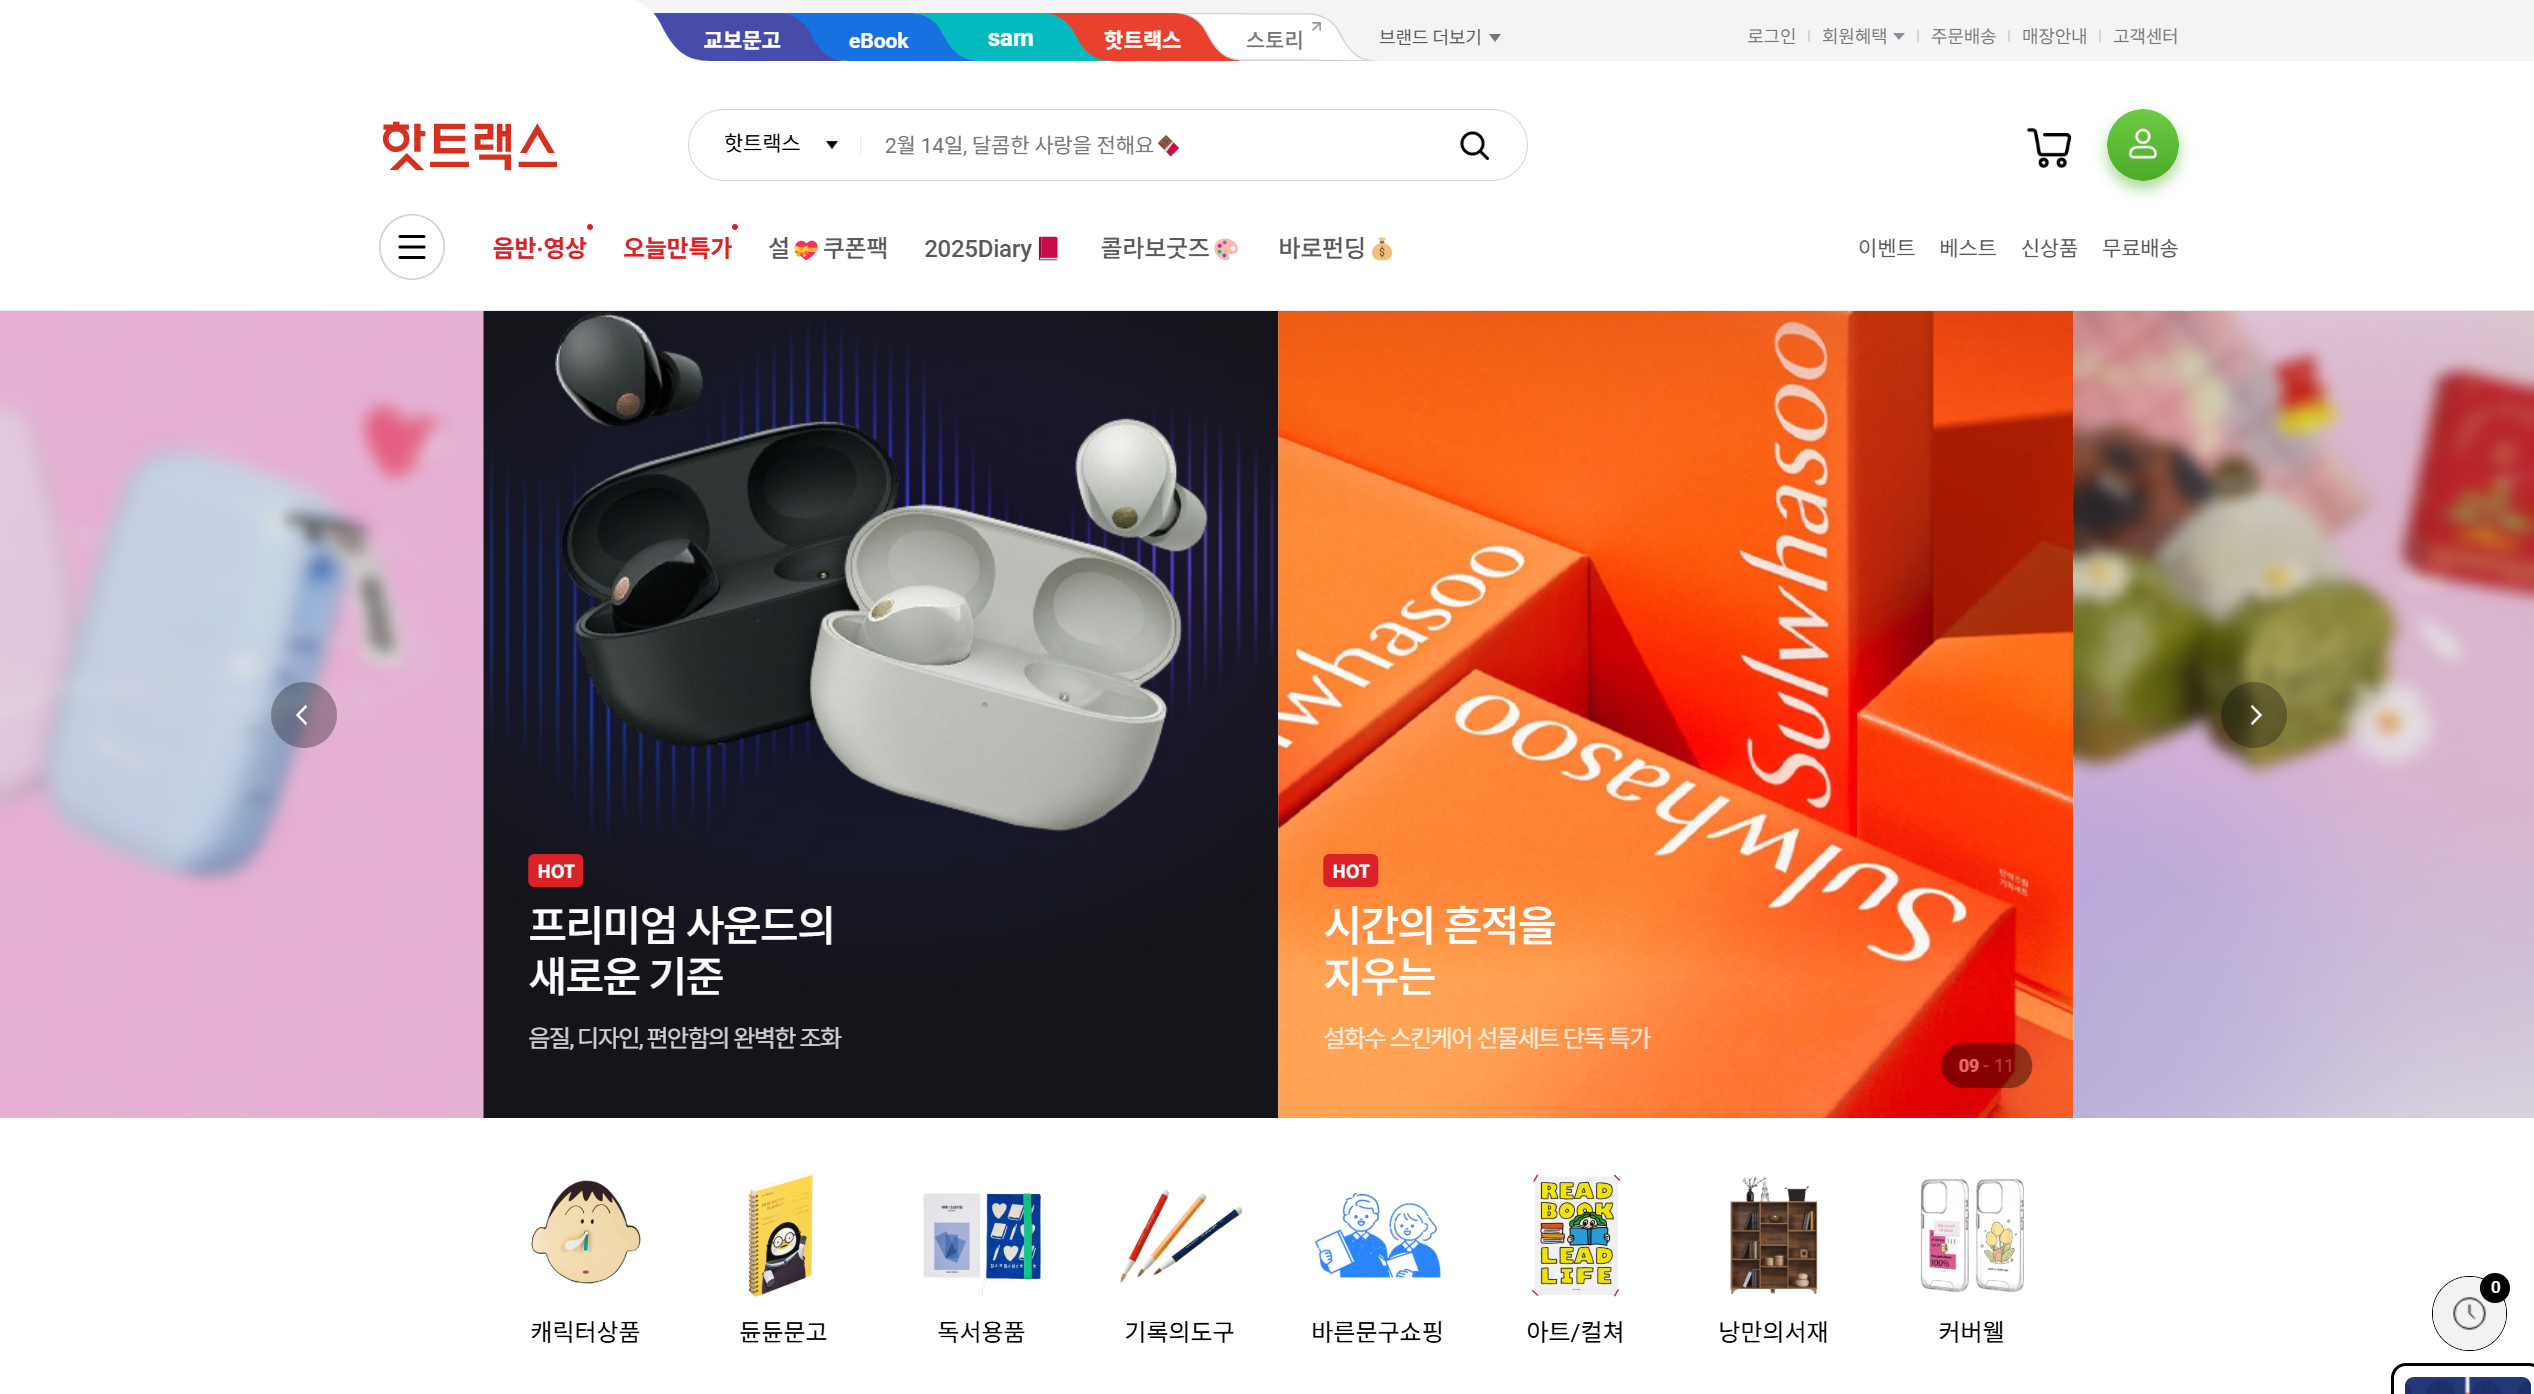 교보문고
eBook
sam
핫트랙스
스토리
브랜드 더보기
로그인
회원혜택
주문배송
매장안내
고객센터
핫트랙스
핫트랙스
2월 14일, 달콤한 사랑을 전해요🍫
음반·영상
오늘만특가
설💝쿠폰팩
2025Diary📕
콜라보굿즈🎨
바로펀딩💰
이벤트
베스트
신상품
무료배송
HOT
프리미엄 사운드의
새로운 기준
음질, 디자인, 편안함의 완벽한 조화
whasoo
Sulwhasoo
Sulwhasoo
HOT
시간의 흔적을
지우는
설화수 스킨케어 선물세트 단독 특가
09 - 11
READ
BOOK
LEAD
LIFE
100%
캐릭터상품
든든문고
독서용품
기록의도구
바른문구쇼핑
아트/컬쳐
낭만의서재
커버웰
0